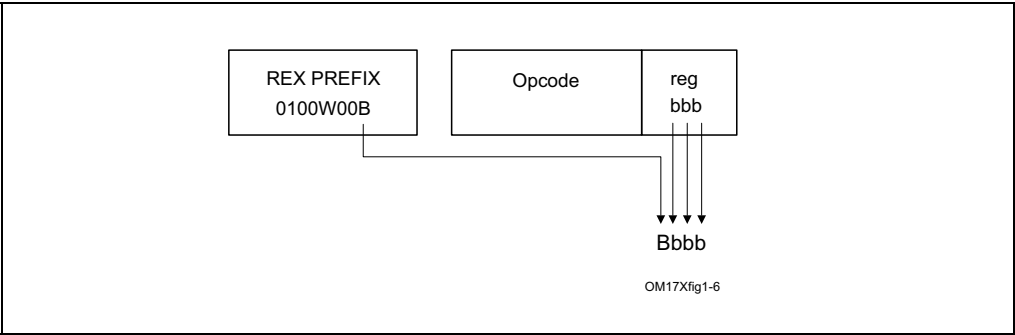 REX PREFIX
0100W00B
Opcode
reg
bbb
Bbbb
OM17Xfig1-6